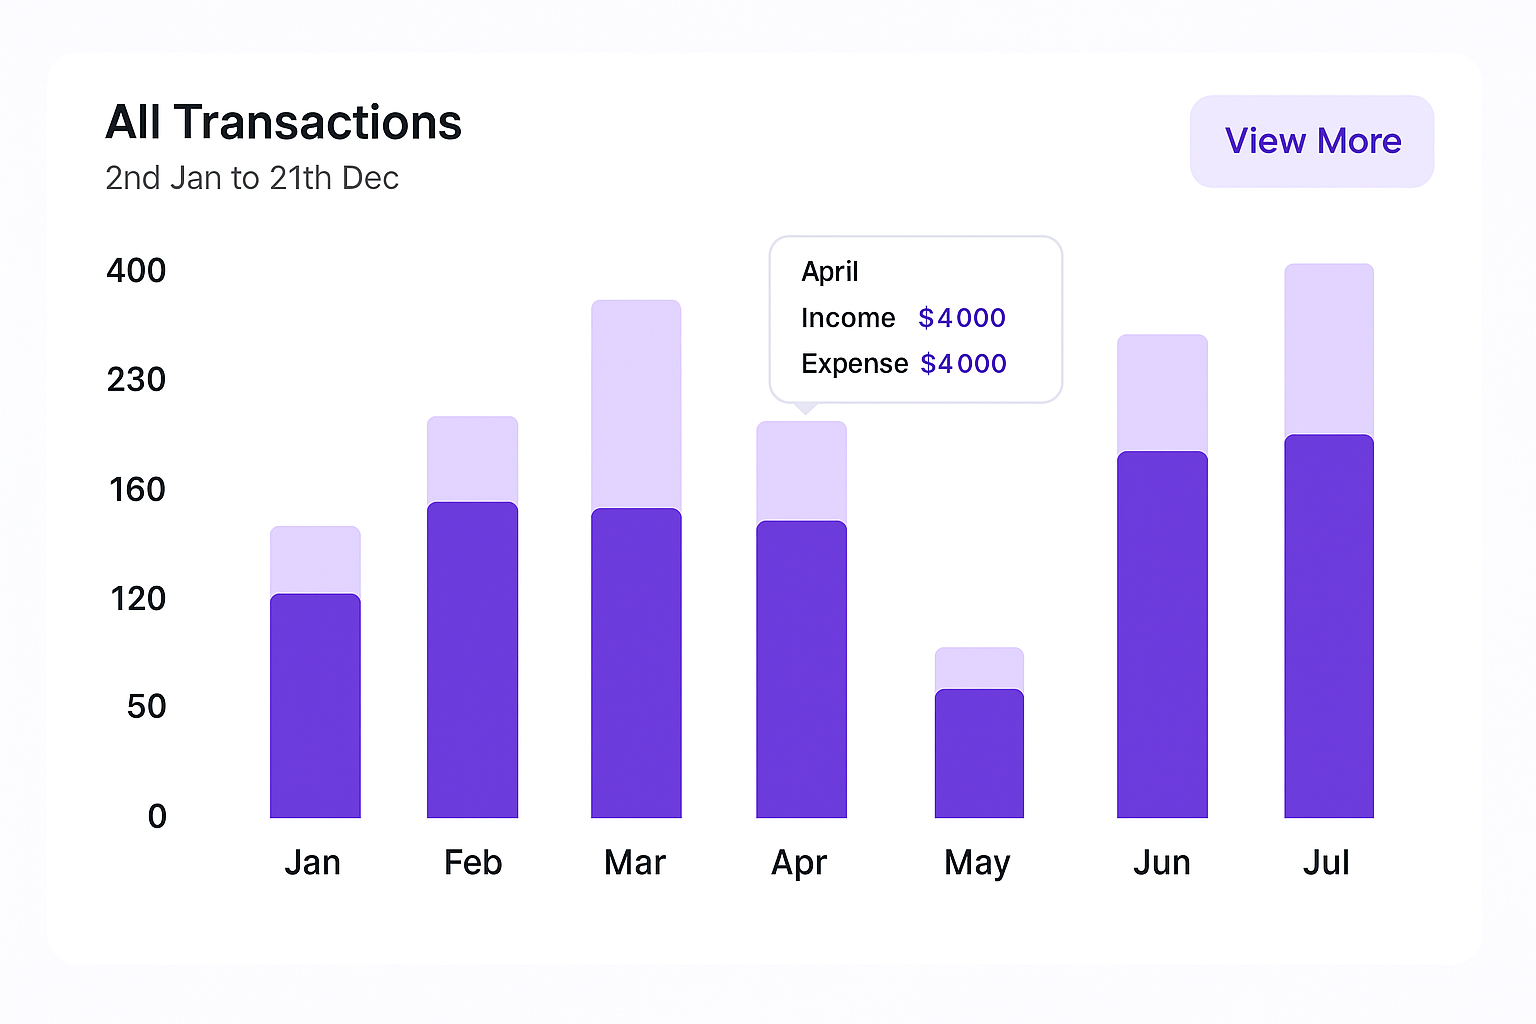 All Transactions
2nd Jan to 21th Dec
View More
400
230
160
120
50
0
April
Income $4000
Expense $4000
Jan Feb Mar Apr May Jun Jul